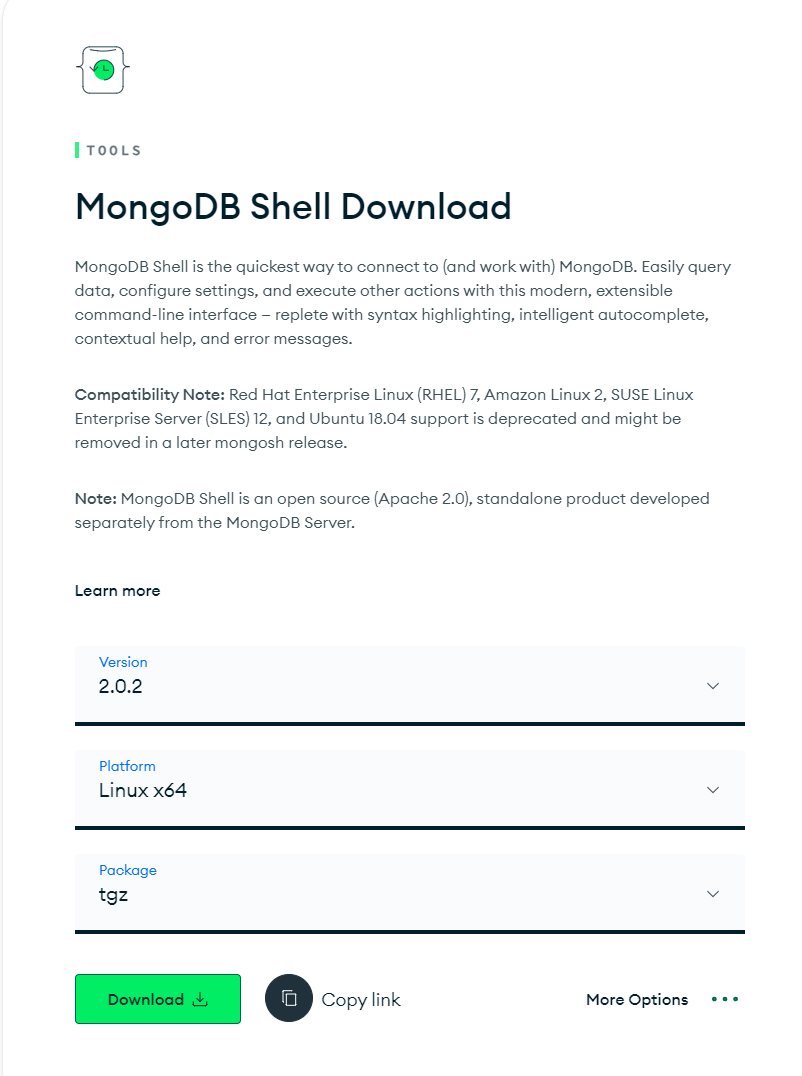 TOOLS
MongoDB Shell Download
MongoDB Shell is the quickest way to connect to (and work with) MongoDB. Easily query
data, configure settings, and execute other actions with this modern, extensible
command-line interface — replete with syntax highlighting, intelligent autocomplete,
contextual help, and error messages.
Compatibility Note: Red Hat Enterprise Linux (RHEL) 7, Amazon Linux 2, SUSE Linux
Enterprise Server (SLES) 12, and Ubuntu 18.04 support is deprecated and might be
removed in a later mongosh release.
Note: MongoDB Shell is an open source (Apache 2.0), standalone product developed
separately from the MongoDB Server.
Learn more
Version
2.0.2
Platform
Linux x64
Package
tgz
Download
Copy link
More Options